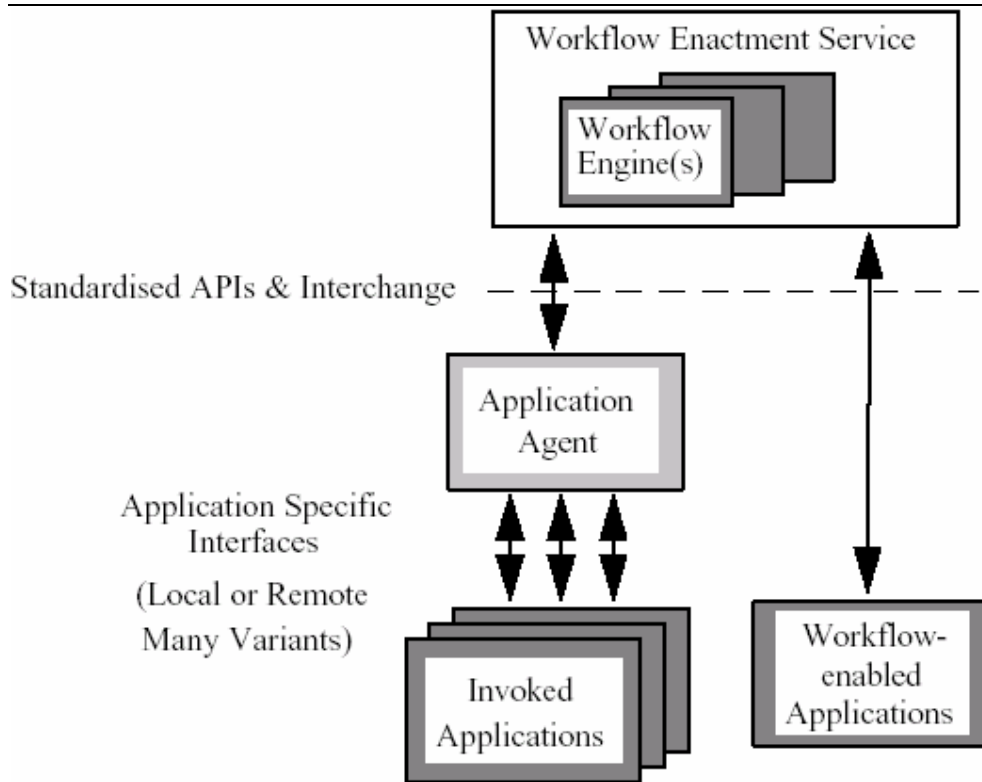 Workflow Enactment Service
Workflow
Engine(s)
Standardised APIs & Interchange
Application
Agent
Application Specific
Interfaces
(Local or Remote
Many Variants)
Invoked
Applications
Workflow-
enabled
Applications